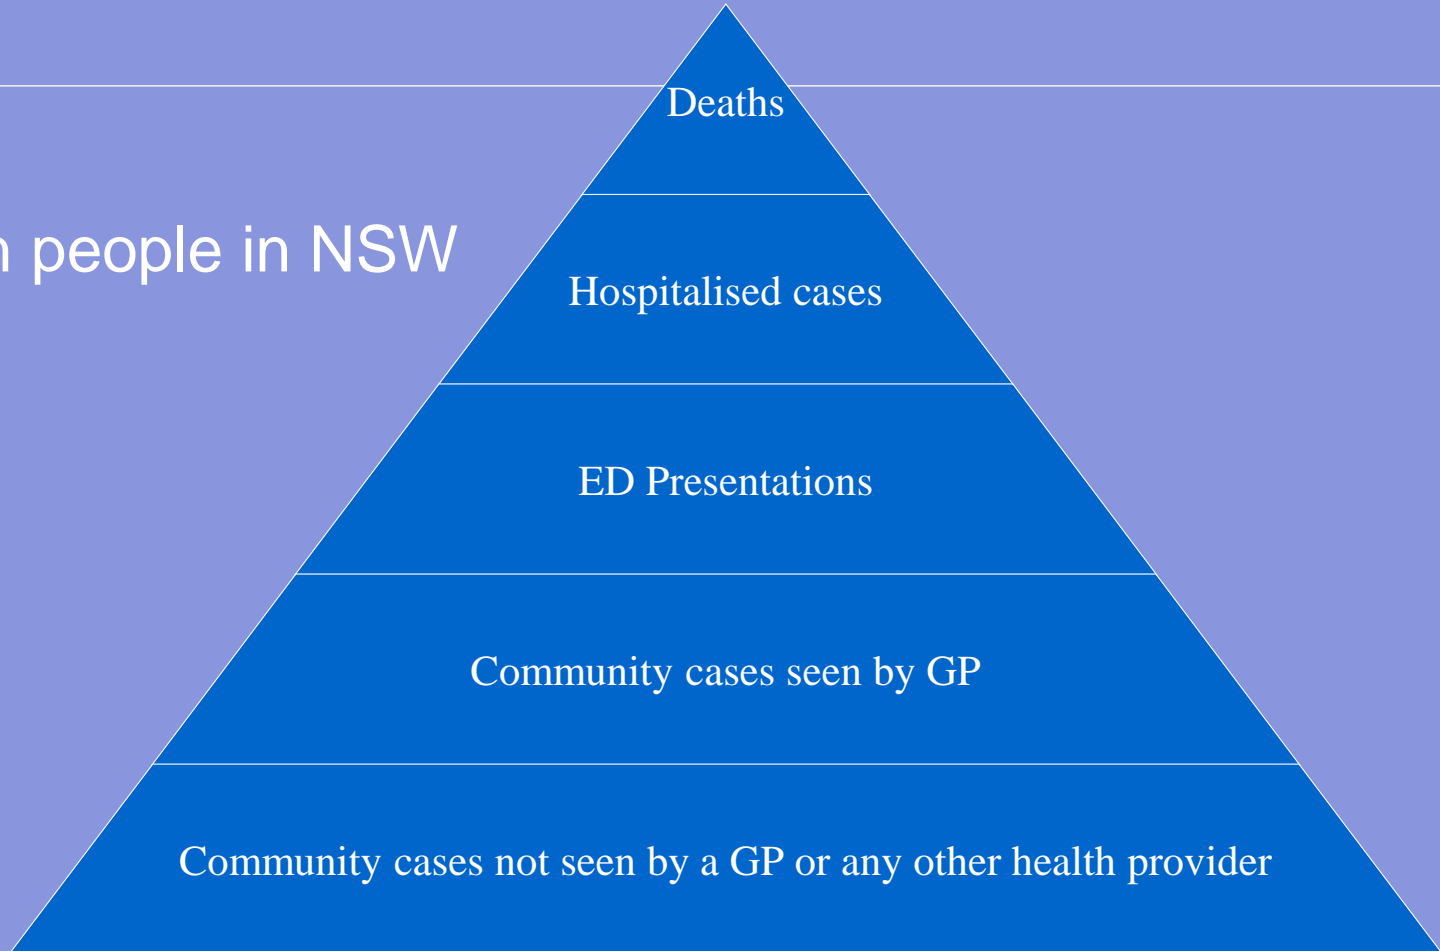 Deaths
n people in NSW
Hospitalised cases
ED Presentations
Community cases seen by GP
Community cases not seen by a GP or any other health provider